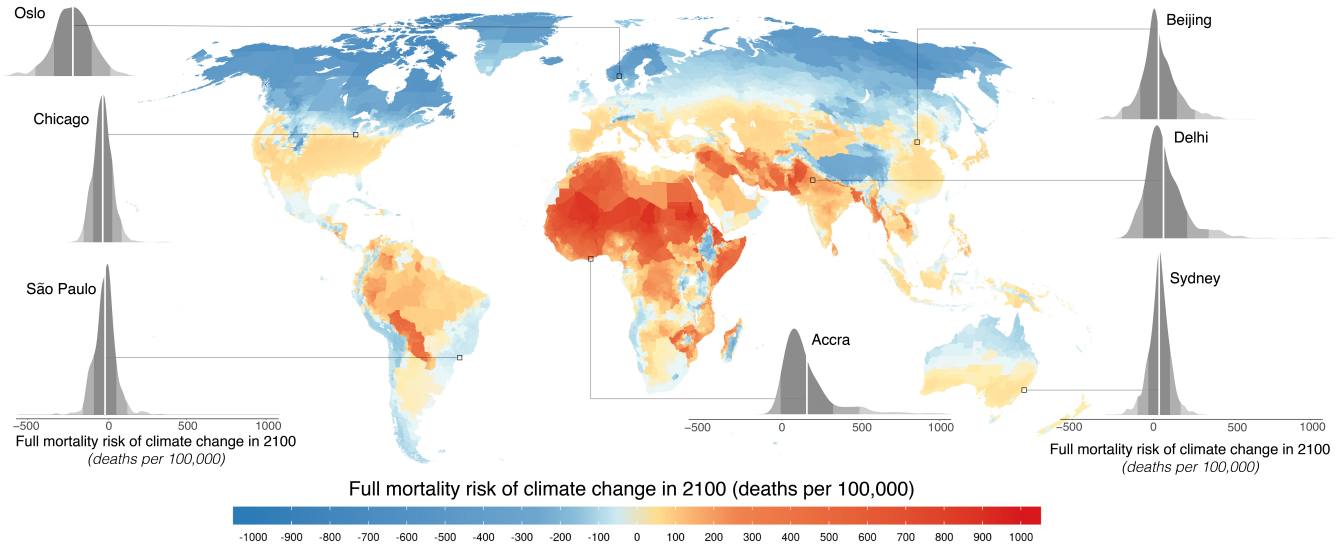 Oslo
Beijing
Chicago
Delhi
Sydney
São Paulo
Accra
−500 0 500 1000
Full mortality risk of climate change in 2100
(deaths per 100,000)
−500 0 500 1000
−500 0 500 1000
Full mortality risk of climate change in 2100
(deaths per 100,000)
Full mortality risk of climate change in 2100 (deaths per 100,000)
-1000 -900 -800 -700 -600 -500 -400 -300 -200 -100 0 100 200 300 400 500 600 700 800 900 1000